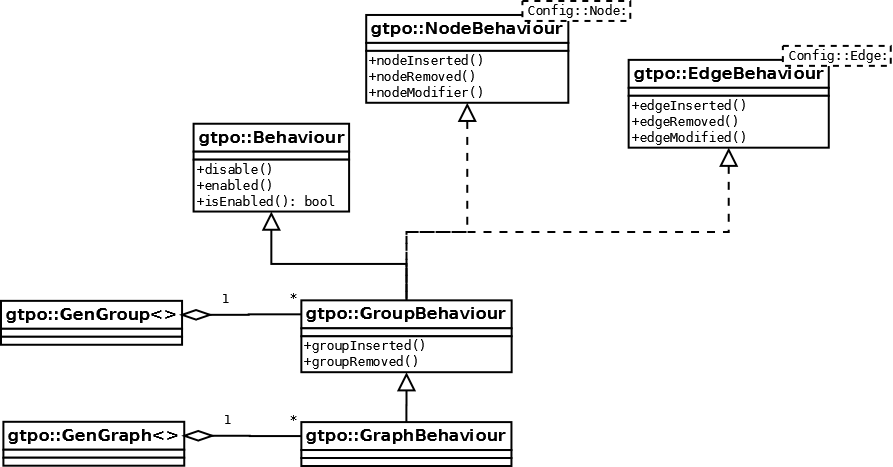 Config::Node:
gtpo::NodeBehaviour
+nodeInserted()
+nodeRemoved()
+nodeModifier()
Config::Edge:
gtpo::EdgeBehaviour
+edgeInserted()
+edgeRemoved()
+edgeModified()
gtpo::Behaviour
+disable()
+enabled()
+isEnabled(): bool
gtpo::GenGroup<>
1
*
gtpo::GroupBehaviour
+groupInserted()
+groupRemoved()
gtpo::GenGraph<>
1
*
gtpo::GraphBehaviour